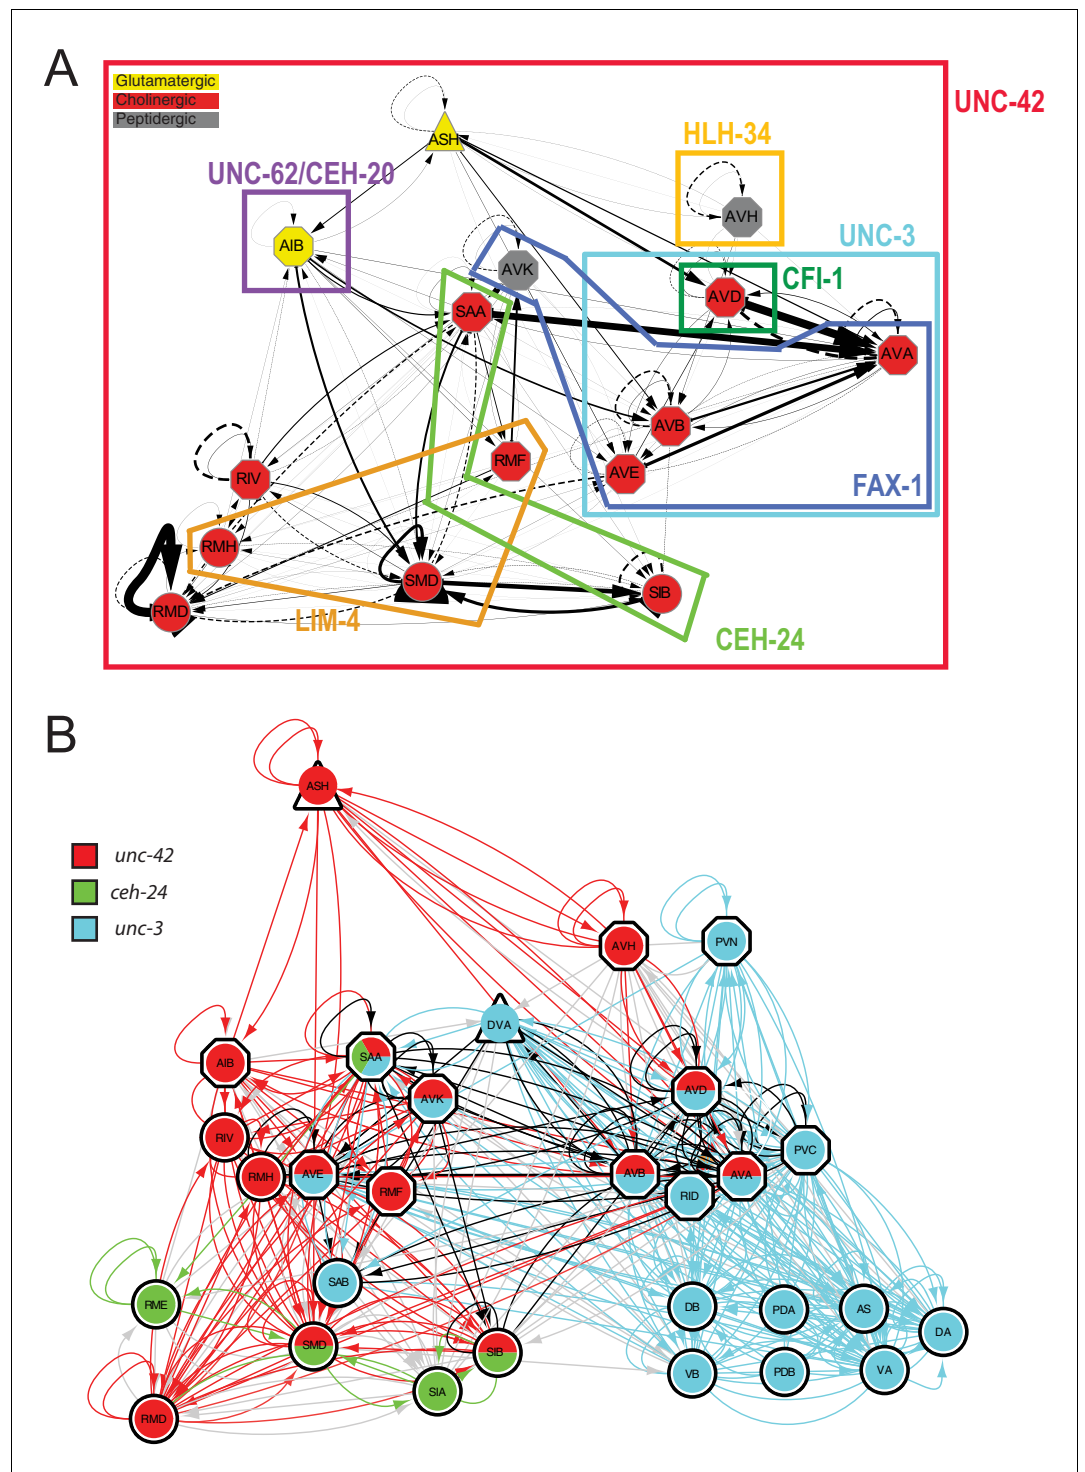 A
Glutamatergic
Cholinergic
Peptidergic
UNC-42
ASH
HLH-34
UNC-62/CEH-20
AVH
UNC-3
AIB
AVK
CFI-1
AVD
SAA
AVA
AVB
RMF
AVE
RIV
FAX-1
RMH
SMD
SIB
RMD
LIM-4
CEH-24
B
ASH
unc-42
ceh-24
unc-3
AVH
PVN
DVA
AIB
SAA
AVK
AVD
RIV
PVC
RMH
AVE
RMF
AVB
AVA
RID
SAB
RME
DB
PDA
AS
DA
SMD
SIB
VB
PDB
VA
SIA
RMD